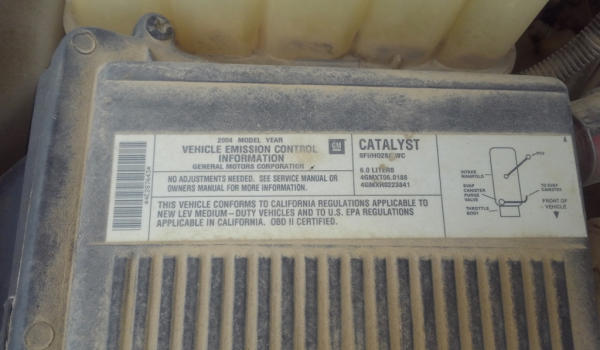 2004 MODEL YEAR
VEHICLE EMISSION CONTROL
INFORMATION
GENERAL MOTORS CORPORATION
GM
CATALYST
6.0 LITERS
4GMXT06.0186
4GMXR0223941
NO ADJUSTMENTS NEEDED. SEE SERVICE MANUAL OR
OWNERS MANUAL FOR MORE INFORMATION.
THIS VEHICLE CONFORMS TO CALIFORNIA REGULATIONS APPLICABLE TO
NEW LEV MEDIUM-DUTY VEHICLES AND TO U.S. EPA REGULATIONS
APPLICABLE IN CALIFORNIA. OBD II CERTIFIED.
INTAKE
MANIFOLD
PCV
EVAP
CANISTER
PURGE
VALVE
THROTTLE
BODY
TO EVAP
CANISTER
FRONT OF
VEHICLE